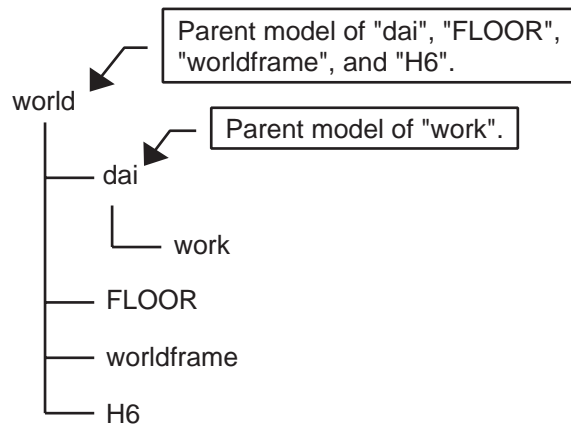 Parent model of "dai", "FLOOR",
"worldframe", and "H6".
world
Parent model of "work".
dai
work
FLOOR
worldframe
H6